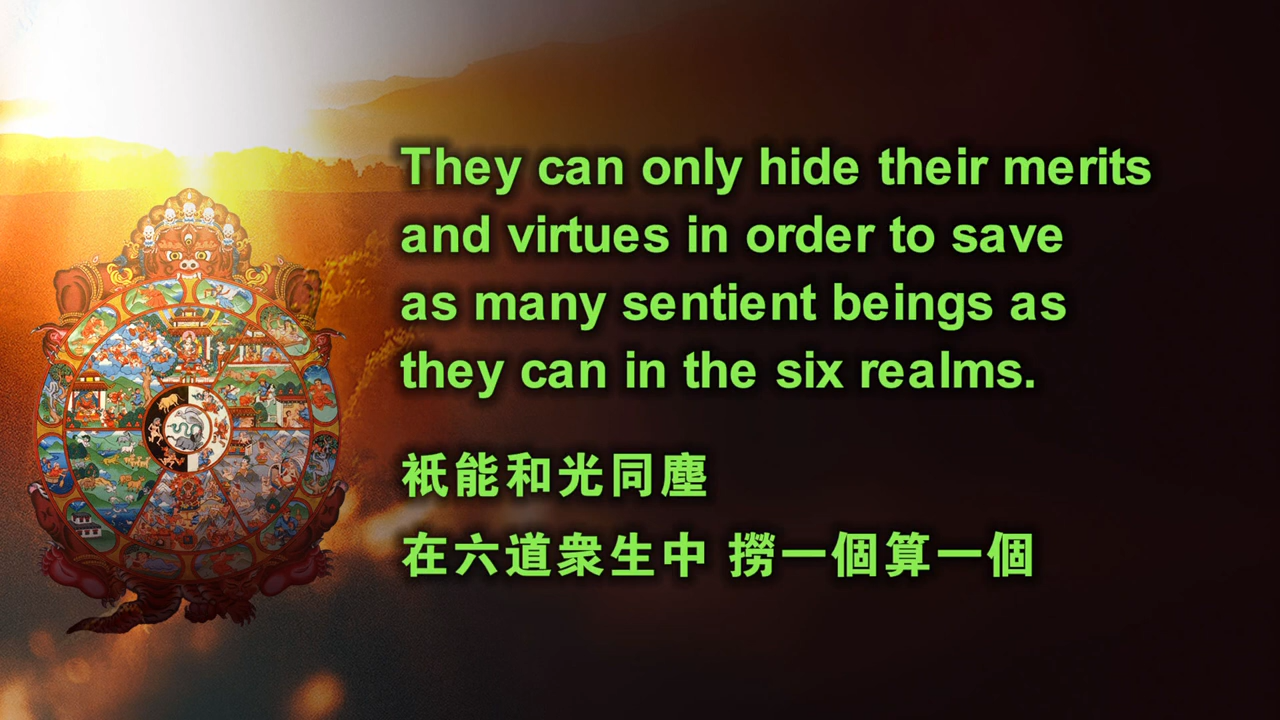 They can only hide their merits
and virtues in order to save
as many sentient beings as
they can in the six realms.
祇能和光同塵
在六道衆生中 撈一個算一個